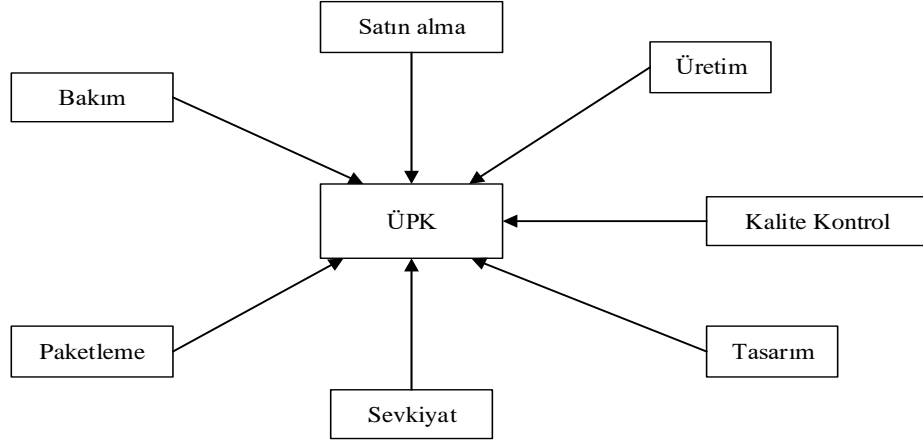 Satın alma
Üretim
Bakım
ÜPK
Kalite Kontrol
Paketleme
Tasarım
Sevkiyat